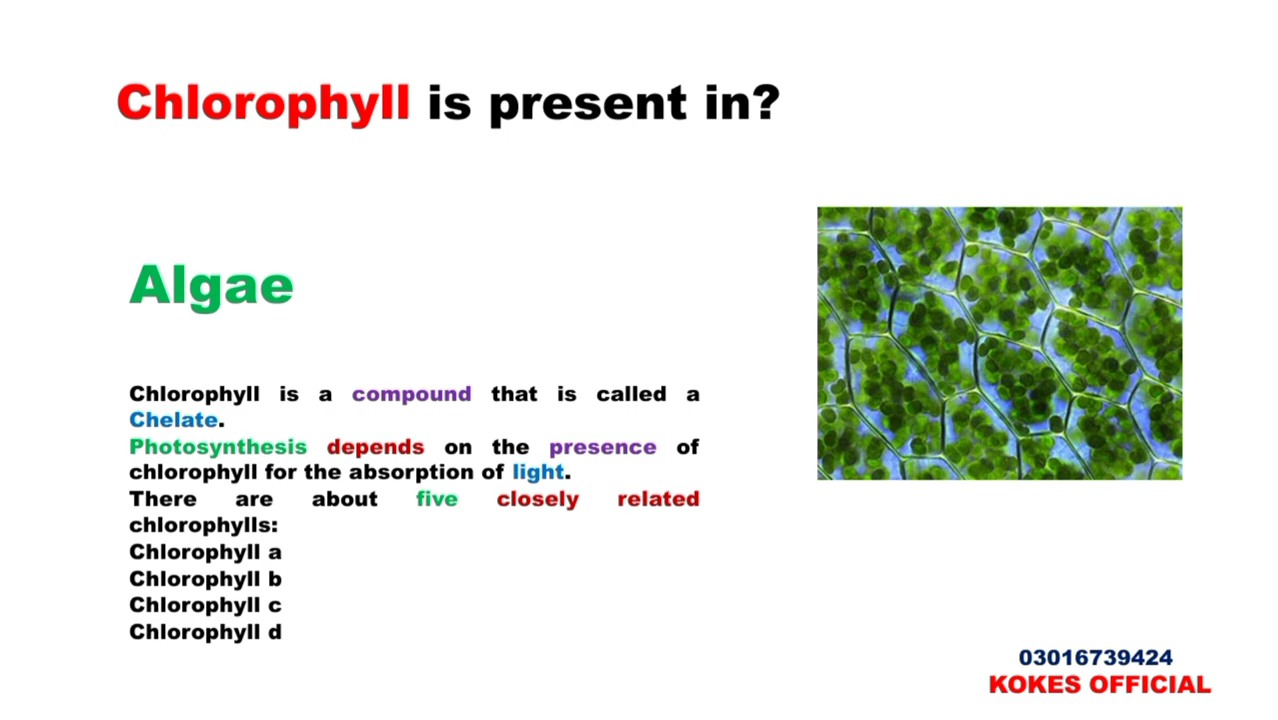 Chlorophyll is present in?
Algae
Chlorophyll is a compound that is called a
Chelate.
Photosynthesis depends on the presence of
chlorophyll for the absorption of light.
There are about five closely related
chlorophylls:
Chlorophyll a
Chlorophyll b
Chlorophyll c
Chlorophyll d
03016739424
KOKES OFFICIAL